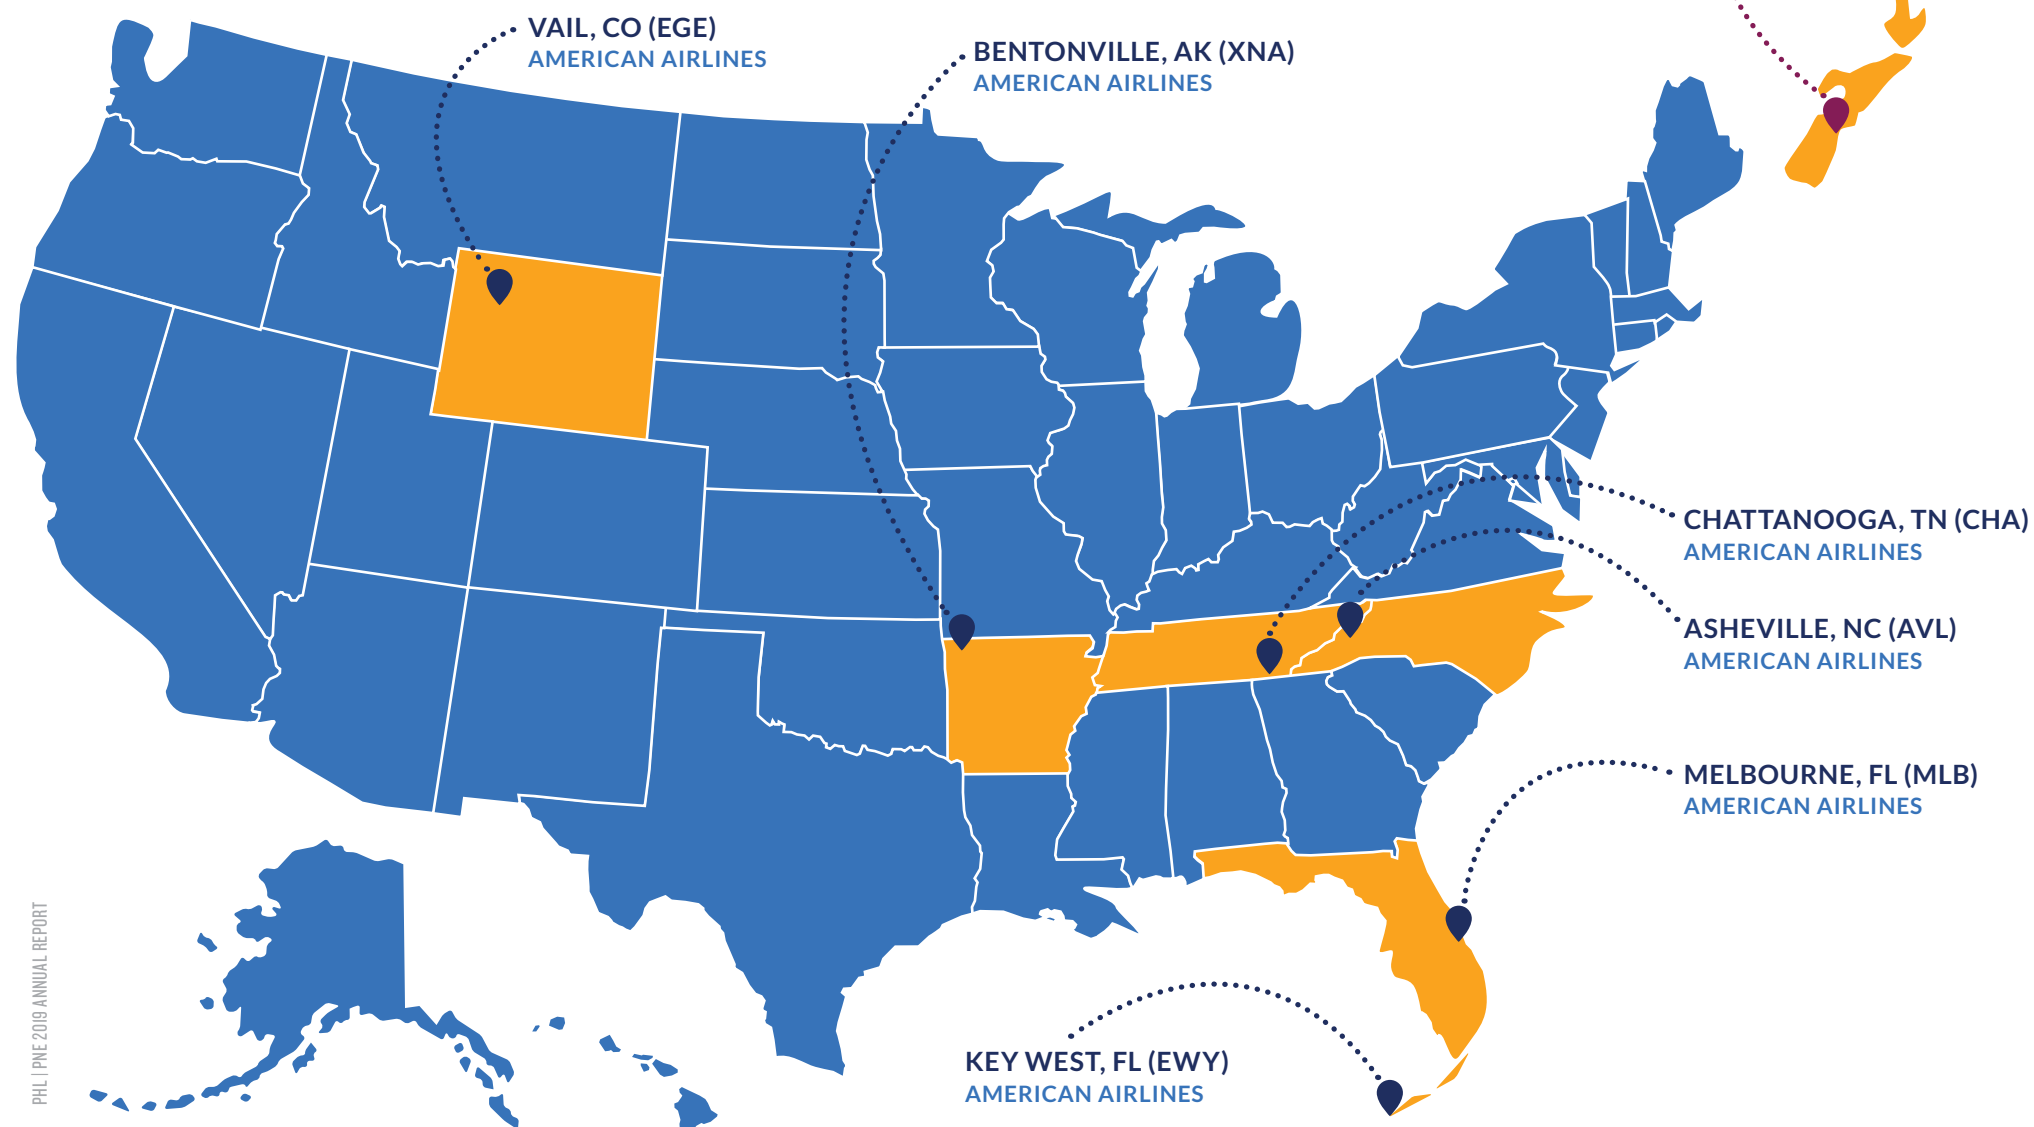 VAIL, CO (EGE)
AMERICAN AIRLINES
BENTONVILLE, AK (XNA)
AMERICAN AIRLINES
CHATTANOOGA, TN (CHA)
AMERICAN AIRLINES
ASHEVILLE, NC (AVL)
AMERICAN AIRLINES
MELBOURNE, FL (MLB)
AMERICAN AIRLINES
KEY WEST, FL (EWY)
AMERICAN AIRLINES
PHL | PNE 2019 ANNUAL REPORT